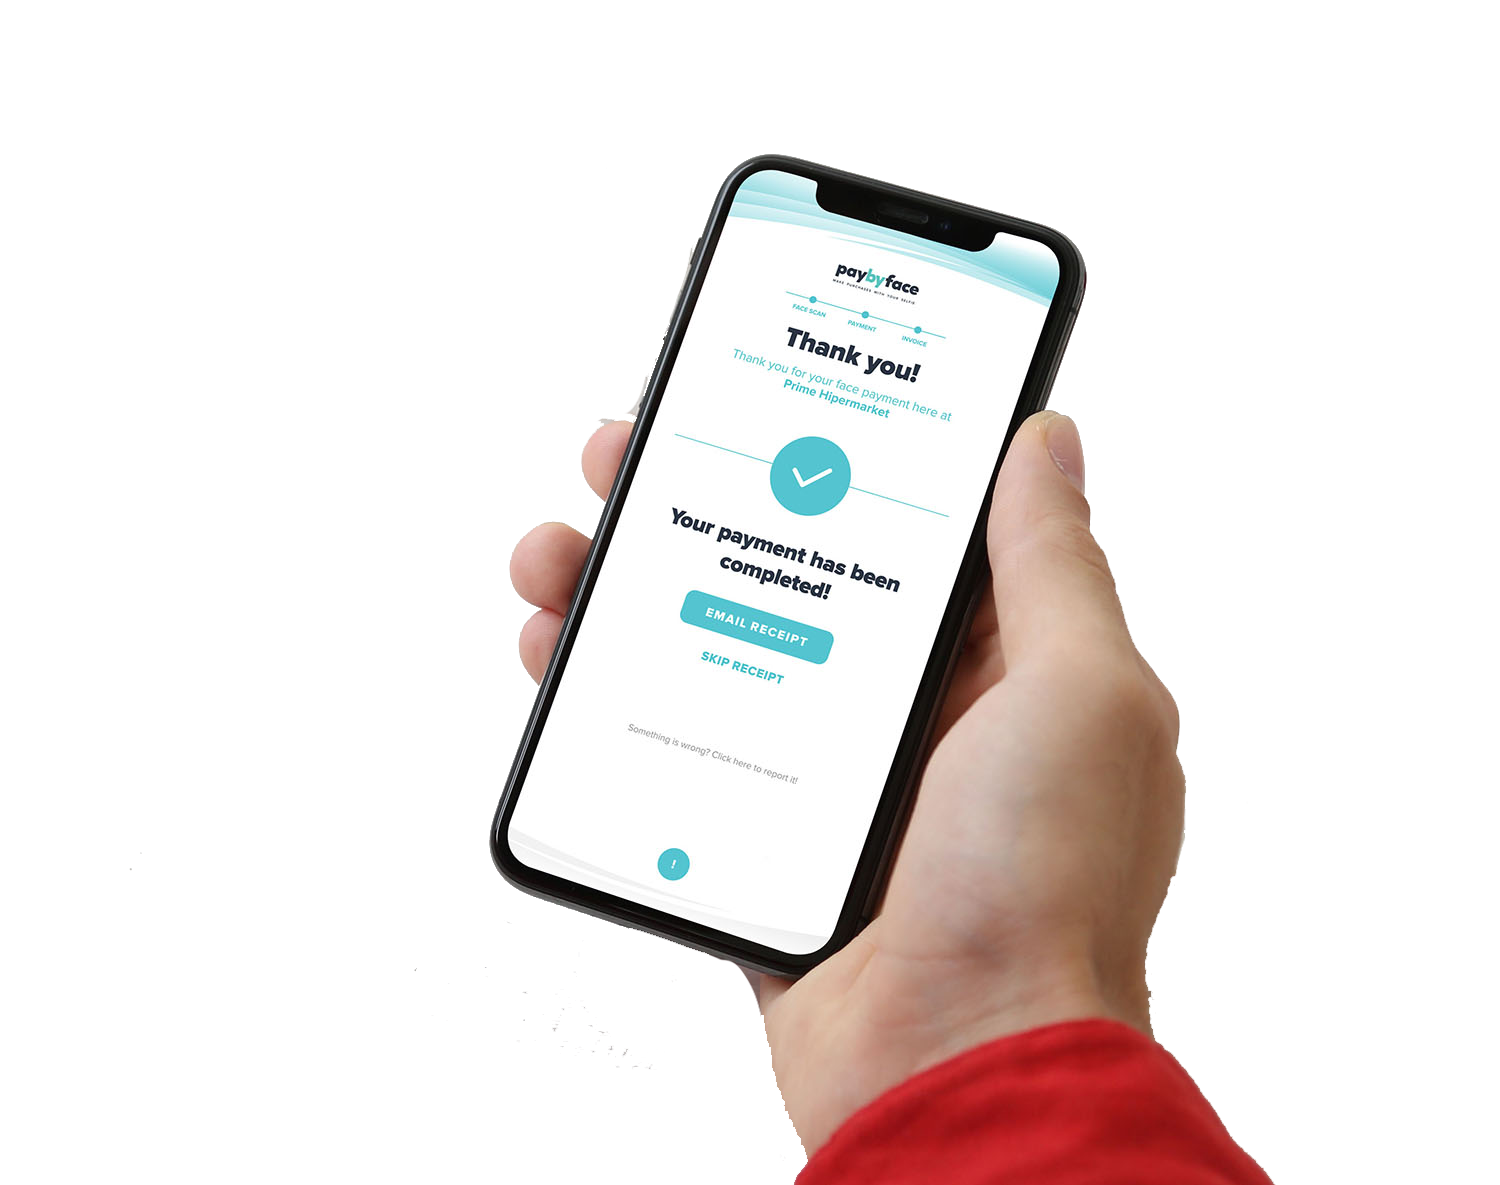 paybyface
MAKE PURCHASES WITH YOUR SELFIE
FACE SCAN
PAYMENT
INVOICE
Thank you!
Thank you for your face payment here at
Prime Hipermarket
Your payment has been
completed!
EMAIL RECEIPT
SKIP RECEIPT
Something is wrong? Click here to report it!
!